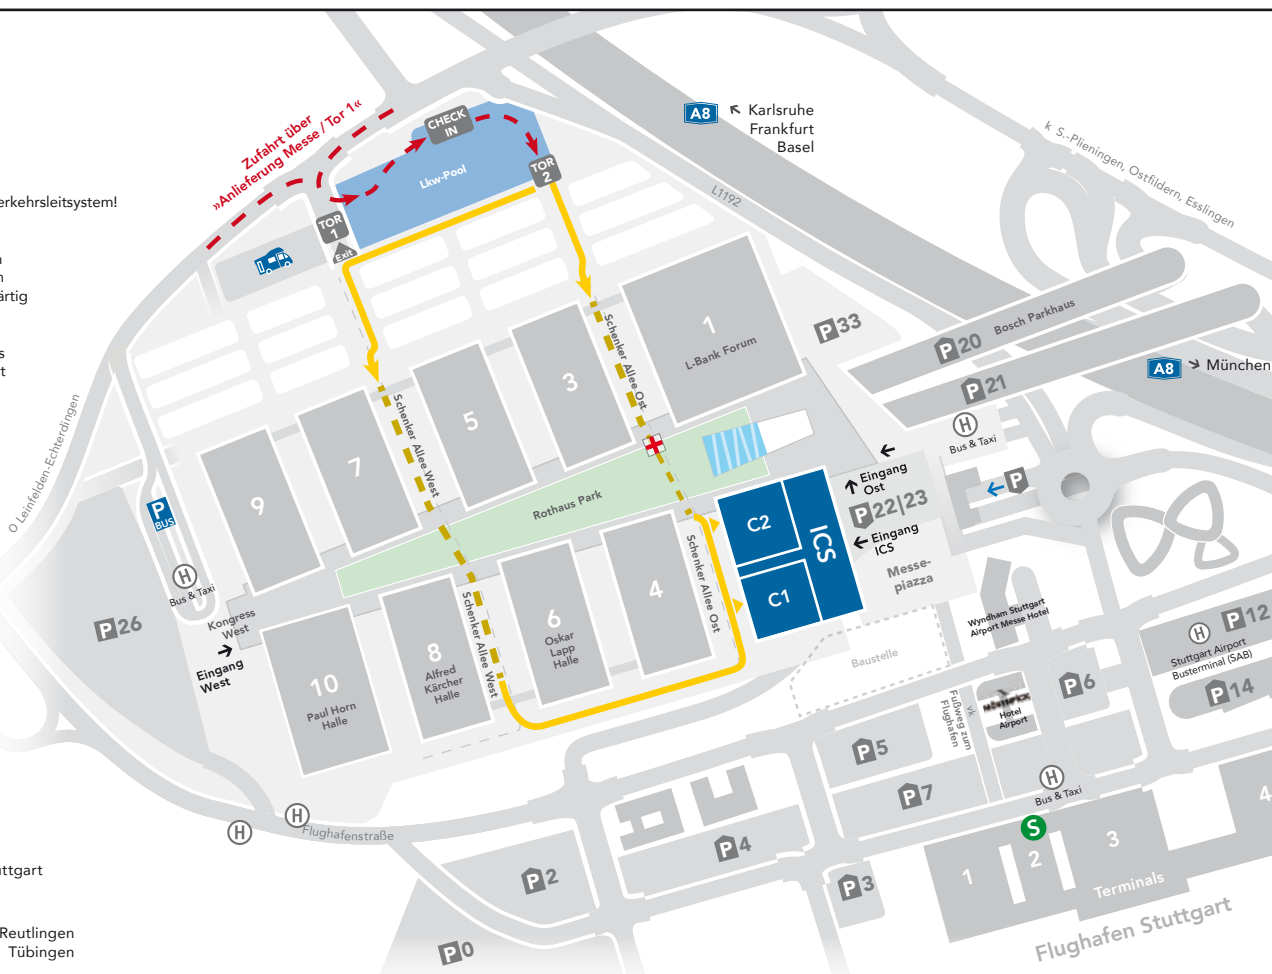 Zufahrt über
»Anlieferung Messe / Tor 1«
CHECK
IN
Lkw-Pool
TOR
2
TOR
1
Exit
A8
Karlsruhe
Frankfurt
Basel
L1192
k S.-Plieningen, Ostfildern, Esslingen
erkehrsleitsystem!
n
n
ärtig
s
t
1
L-Bank Forum
P33
Bosch Parkhaus
P20
P21
A8
München
H
Bus & Taxi
3
5
7
9
Schenker Allee Ost
Schenker Allee West
Rothaus Park
O Leinfelden-Echterdingen
P
BUS
H
Bus & Taxi
P26
Kongress
West
Eingang
West
Eingang
Ost
P22|23
Eingang
ICS
Messe-
piazza
P
C2
ICS
C1
4
6
Oskar
Lapp
Halle
8
Alfred
Kärcher
Halle
10
Paul Horn
Halle
Schenker Allee West
Schenker Allee Ost
Baustelle
Wyndham Stuttgart
Airport Messe Hotel
P12
H
Stuttgart Airport
Busterminal (SAB)
P14
P6
MÖVENPICK
Hotel
Airport
vk
Fußweg zum
Flughafen
P5
P7
H
Bus & Taxi
S
H
H
Flughafenstraße
P4
P2
P3
P0
1
2
3
4
Terminals
Flughafen Stuttgart
uttgart
Reutlingen
Tübingen